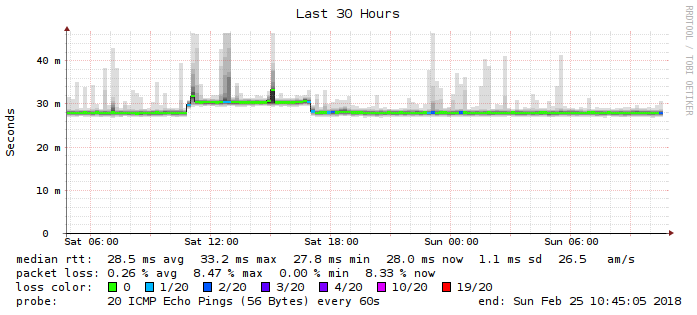 Last 30 Hours
RRDTOOL / TOBI OETIKER
Seconds
40 m
30 m
20 m
10 m
0
Sat 06:00 Sat 12:00 Sat 18:00 Sun 00:00 Sun 06:00
median rtt: 28.5 ms avg 33.2 ms max 27.8 ms min 28.0 ms now 1.1 ms sd 26.5 am/s
packet loss: 0.26 % avg 8.47 % max 0.00 % min 8.33 % now
loss color: 0 1/20 2/20 3/20 4/20 10/20 19/20
probe: 20 ICMP Echo Pings (56 Bytes) every 60s end: Sun Feb 25 10:45:05 2018